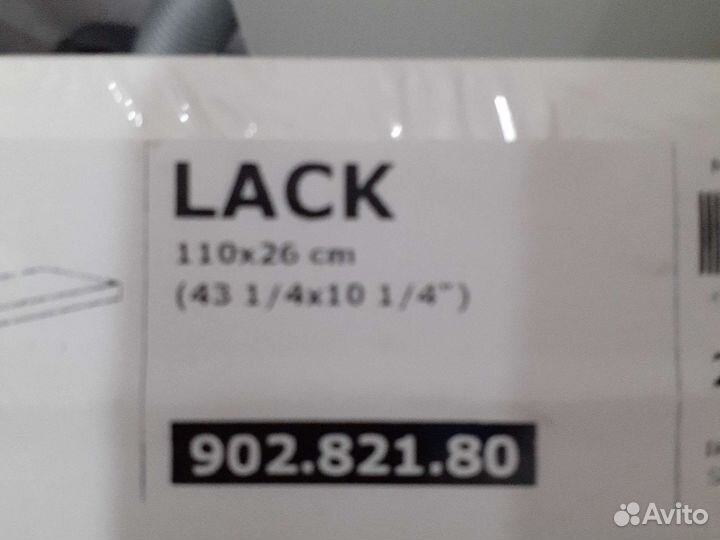 LACK
110x26 cm
(43 1/4x10 1/4")
902.821.80
Avito